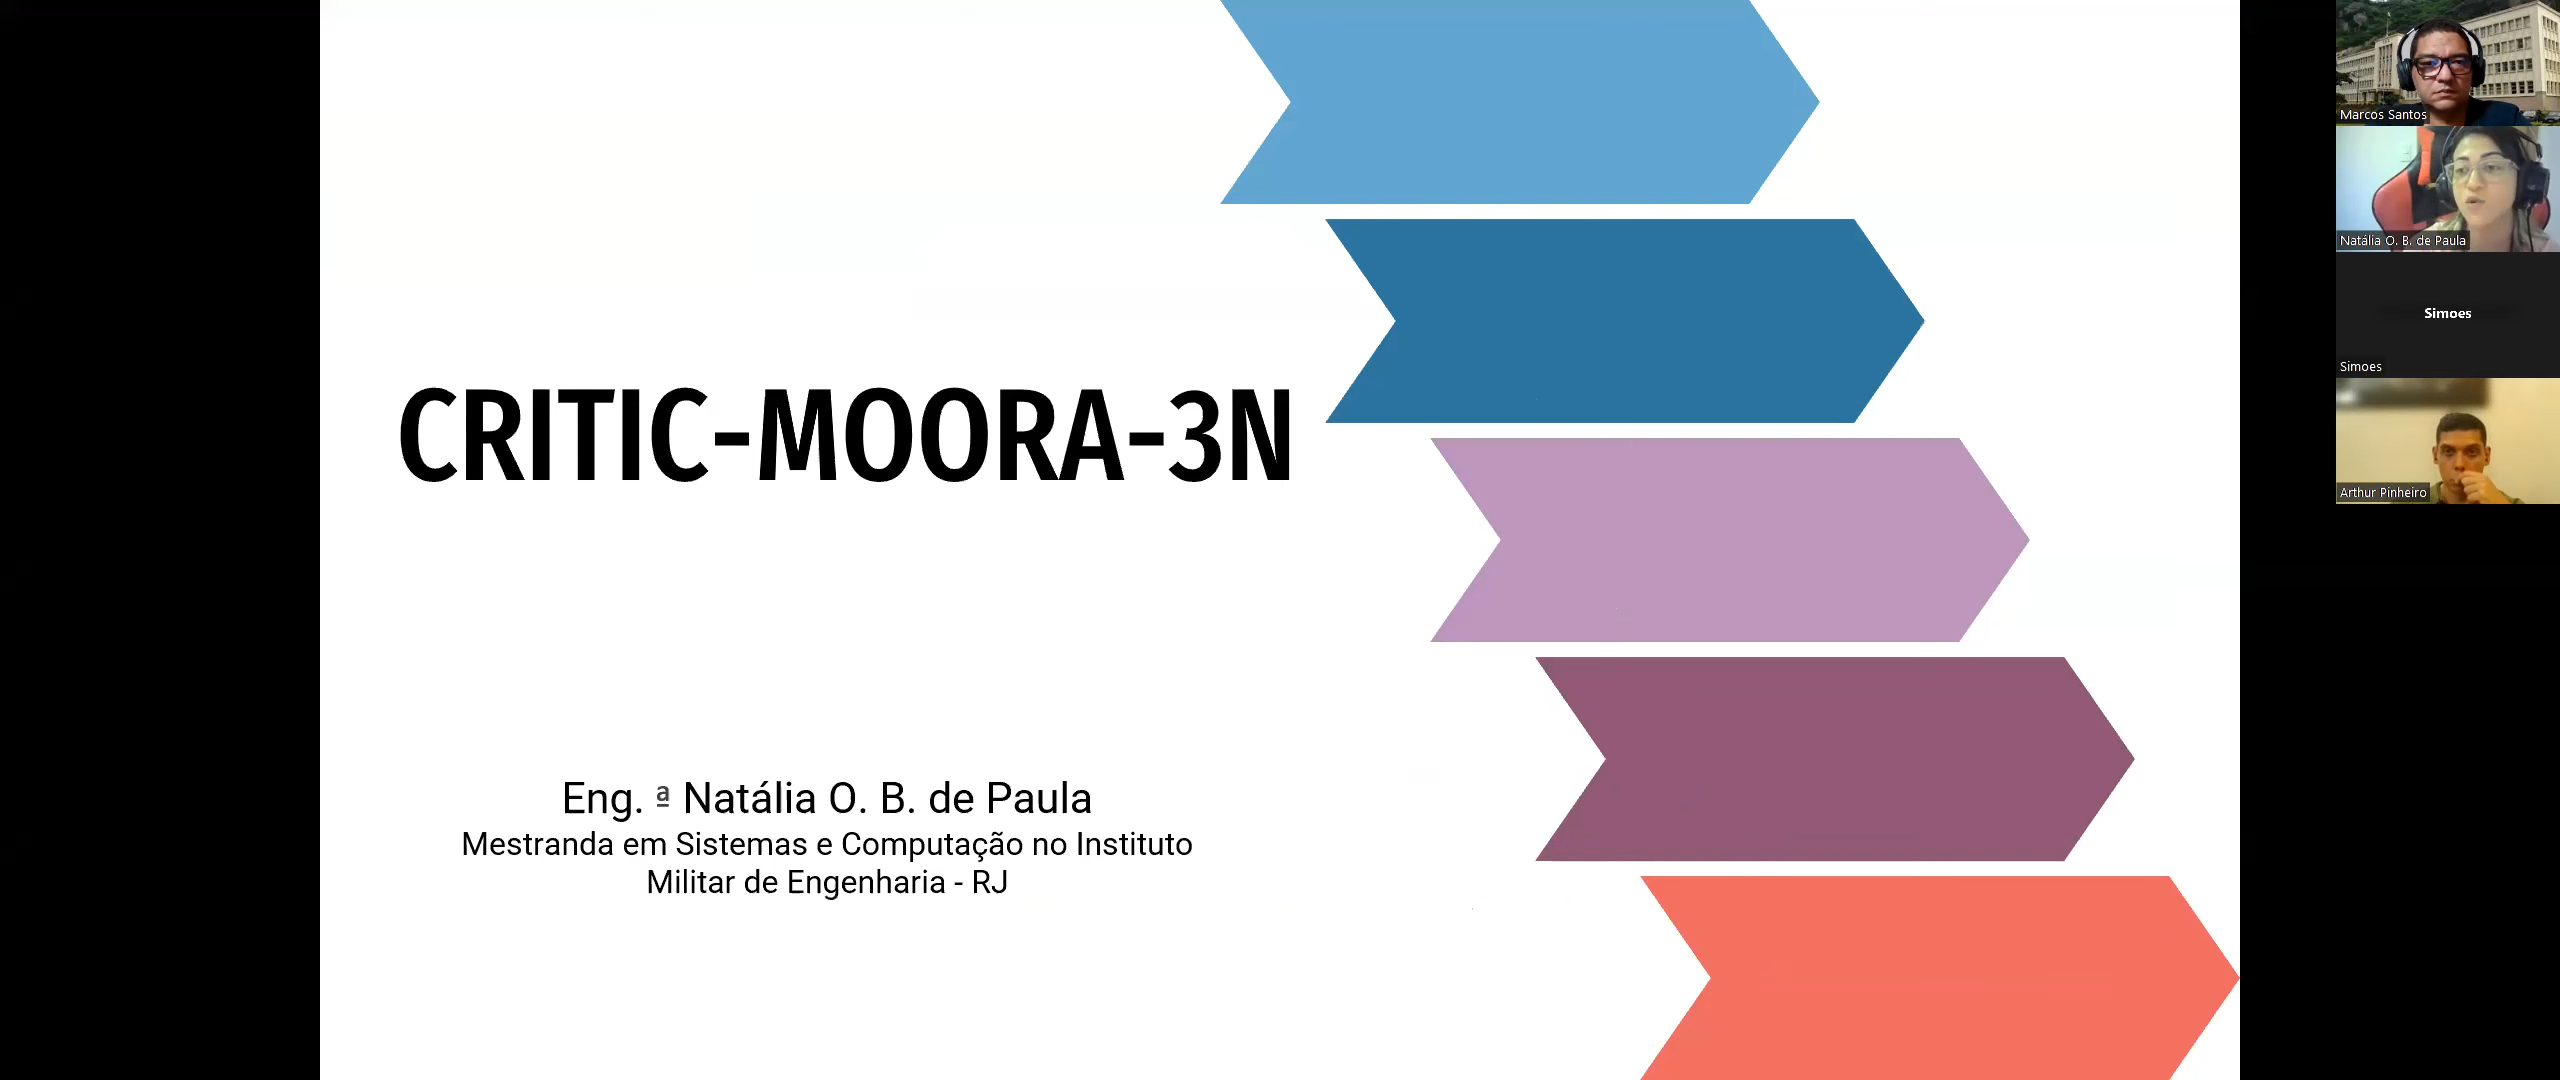 CRITIC-MOORA-3N
Eng. ª Natália O. B. de Paula
Mestranda em Sistemas e Computação no Instituto
Militar de Engenharia - RJ
Marcos Santos
Natália O. B. de Paula
Simoes
Simoes
Arthur Pinheiro